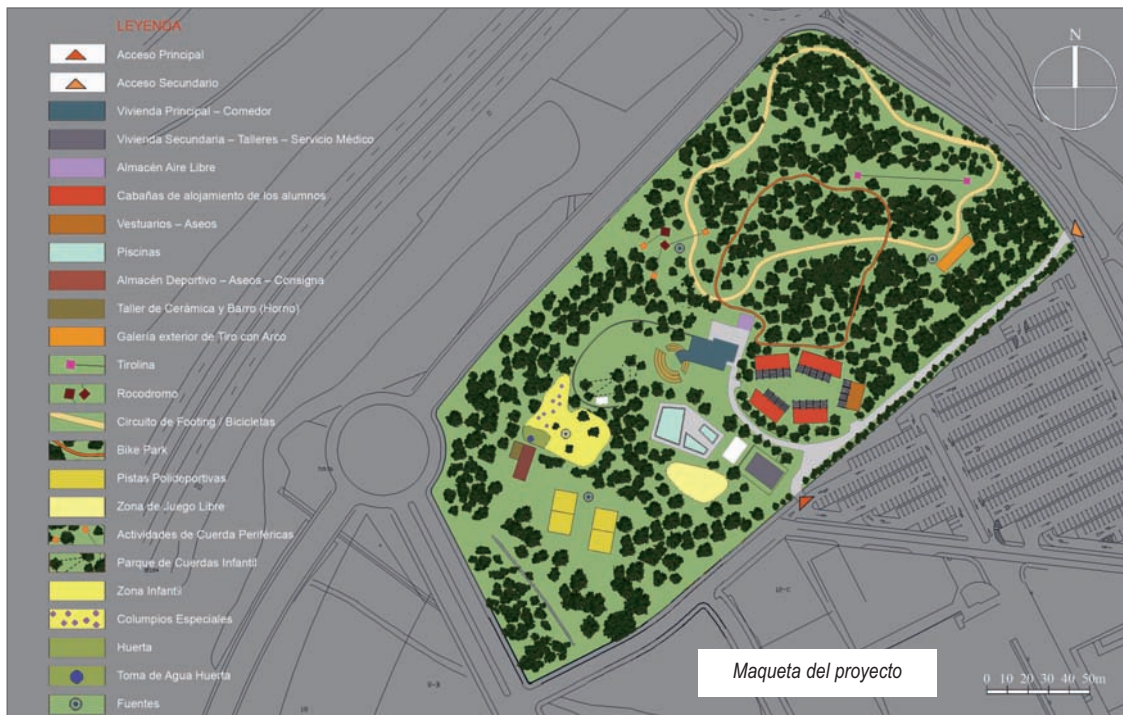 LEYENDA
Acceso Principal
Acceso Secundario
Vivienda Principal – Comedor
Vivienda Secundaria – Talleres – Servicio Médico
Almacén Aire Libre
Cabañas de alojamiento de los alumnos
Vestuarios – Aseos
Piscinas
Almacén Deportivo – Aseos – Consigna
Taller de Cerámica y Barro (Horno)
Galería exterior de Tiro con Arco
Tirolina
Rocodromo
Circuito de Footing / Bicicletas
Bike Park
Pistas Polideportivas
Zona de Juego Libre
Actividades de Cuerda Periféricas
Parque de Cuerdas Infantil
Zona Infantil
Columpios Especiales
Huerta
Toma de Agua Huerta
Fuentes
N
Maqueta del proyecto
0 10 20 30 40 50m